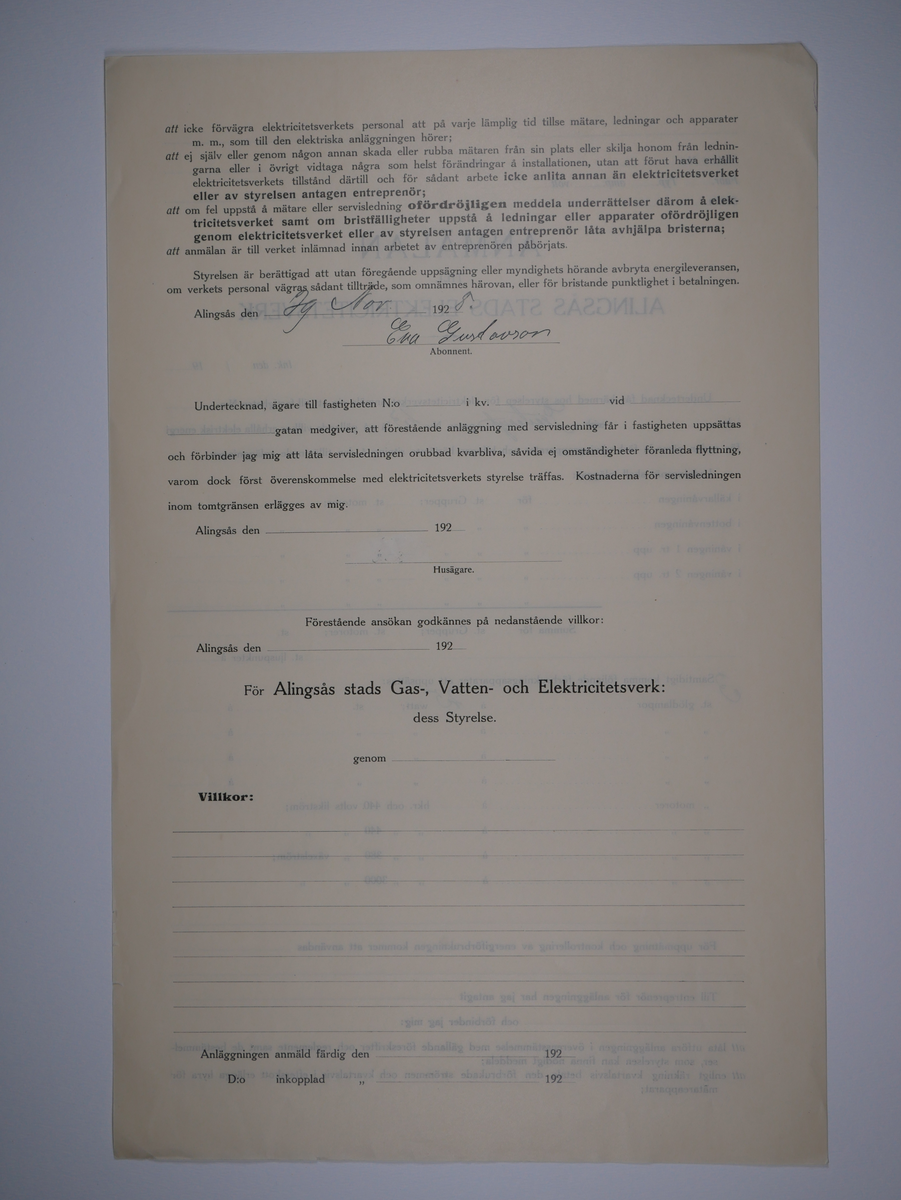 att icke förvägra elektricitetsverkets personal att på varje lämplig tid tillse mätare, ledningar och apparater
m. m., som till den elektriska anläggningen hörer;
att ej själv eller genom någon annan skada eller rubba mätaren från sin plats eller skilja honom från lednin-
garna eller i övrigt vidtaga några som helst förändringar å installationen, utan att förut hava erhållit
elektricitetsverkets tillstånd därtill och för sådant arbete icke anlita annan än elektricitetsverket
eller av styrelsen antagen entreprenör;
att om fel uppstå å mätare eller servisledning ofördröjligen meddela underrättelser därom å elek-
tricitetsverket samt om bristfälligheter uppstå å ledningar eller apparater ofördröjligen
genom elektricitetsverket eller av styrelsen antagen entreprenör låta avhjälpa bristerna;
att anmälan är till verket inlämnad innan arbetet av entreprenören påbörjats.
Styrelsen är berättigad att utan föregående uppsägning eller myndighets hörande avbryta energileveransen,
om verkets personal vägras sådant tillträde, som omnämnes härovan, eller för bristande punktlighet i betalningen.
Alingsås den 29 Nov 1928.
Eva Gustavson
Abonnent.
Undertecknad, ägare till fastigheten N:o i kv. vid
gatan medgiver, att förestående anläggning med servisledning får i fastigheten uppsättas
och förbinder jag mig att låta servisledningen orubbad kvarbliva, såvida ej omständigheter föranleda flyttning,
varom dock först överenskommelse med elektricitetsverkets styrelse träffas. Kostnaderna för servisledningen
inom tomtgränsen erlägges av mig.
Alingsås den 192
Husägare.
Förestående ansökan godkännes på nedanstående villkor:
Alingsås den 192
För Alingsås stads Gas-, Vatten- och Elektricitetsverk:
dess Styrelse.
genom
Villkor:
Anläggningen anmäld färdig den 192
D:o inkopplad „ 192